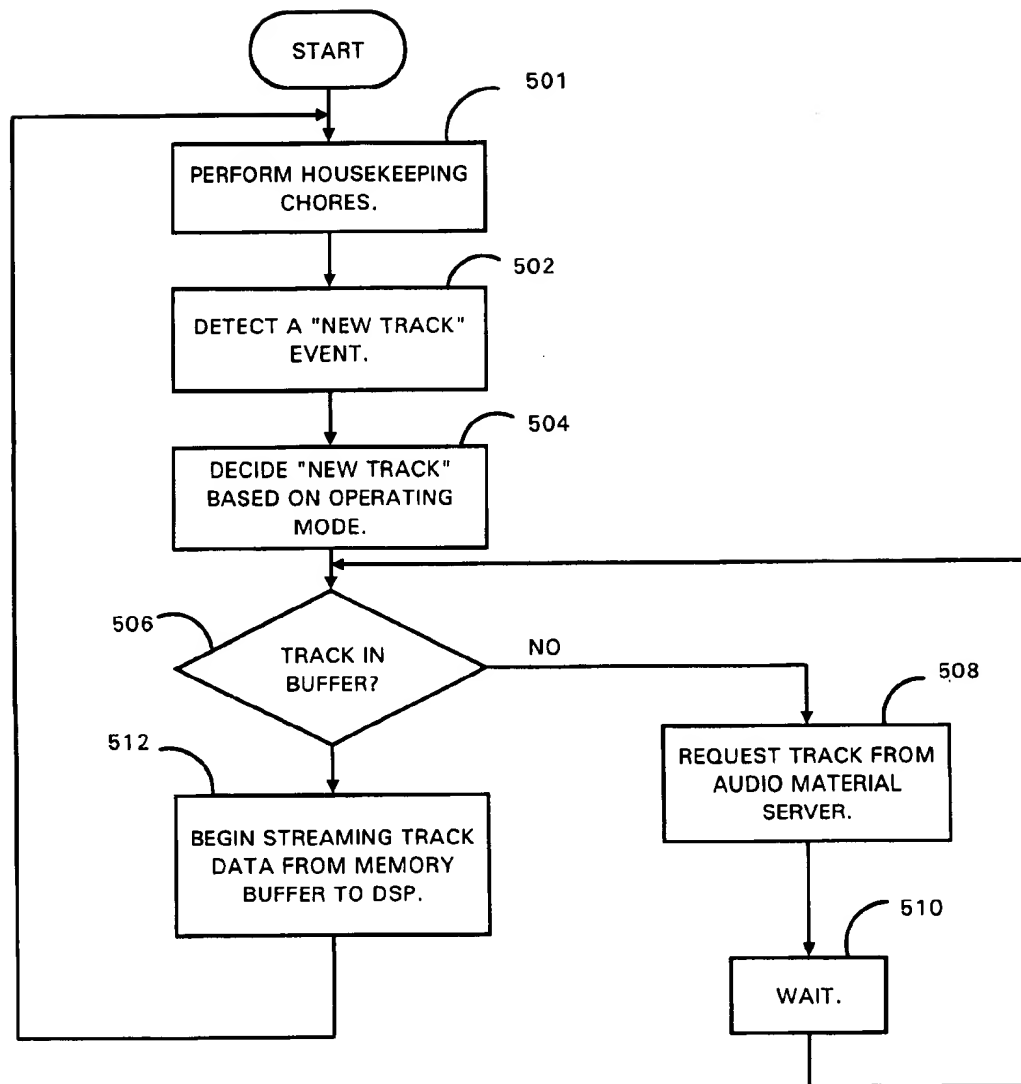 START
501
PERFORM HOUSEKEEPING
CHORES.
502
DETECT A "NEW TRACK"
EVENT.
504
DECIDE "NEW TRACK"
BASED ON OPERATING
MODE.
506
TRACK IN
BUFFER?
NO
508
REQUEST TRACK FROM
AUDIO MATERIAL
SERVER.
512
BEGIN STREAMING TRACK
DATA FROM MEMORY
BUFFER TO DSP.
510
WAIT.